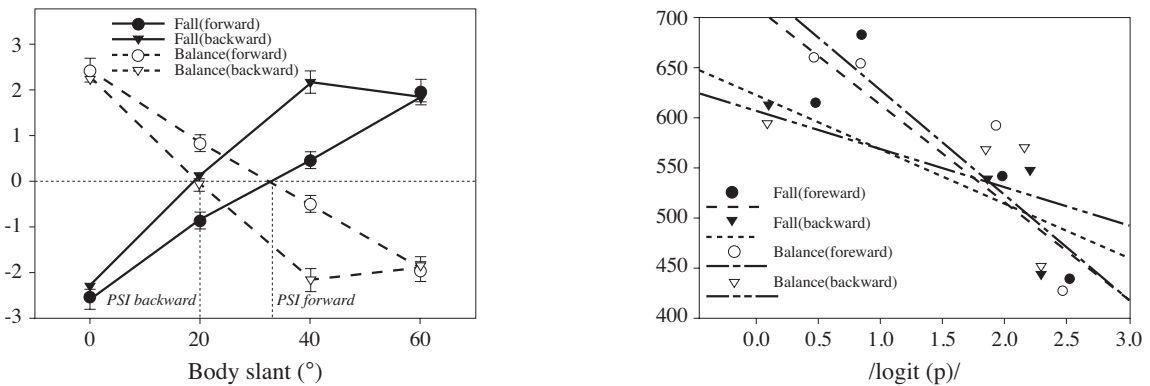 Fall(forward)
Fall(backward)
Balance(forward)
Balance(backward)
3
2
1
0
-1
-2
-3
PSI backward
PSI forward
0 20 40 60
Body slant (°)
700
650
600
550
500
450
400
Fall(foreward)
Fall(backward)
Balance(foreward)
Balance(backward)
0.0 0.5 1.0 1.5 2.0 2.5 3.0
/logit (p)/